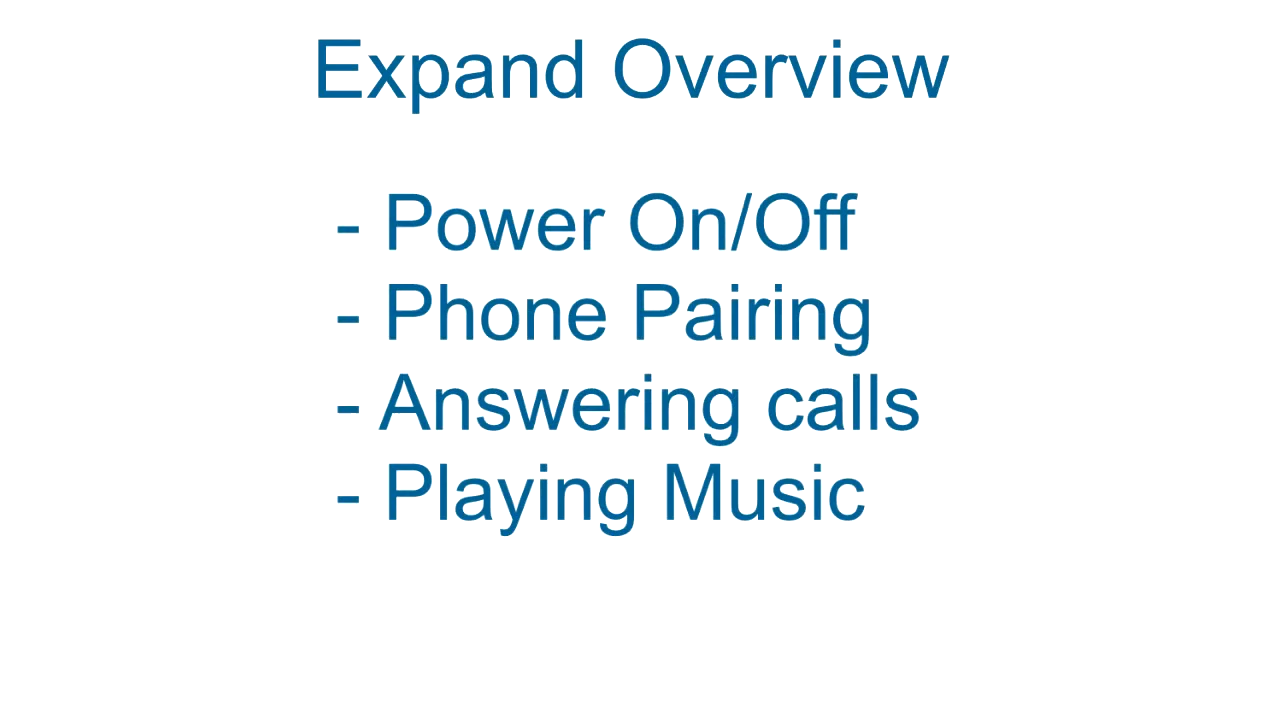 Expand Overview
- Power On/Off
- Phone Pairing
- Answering calls
- Playing Music